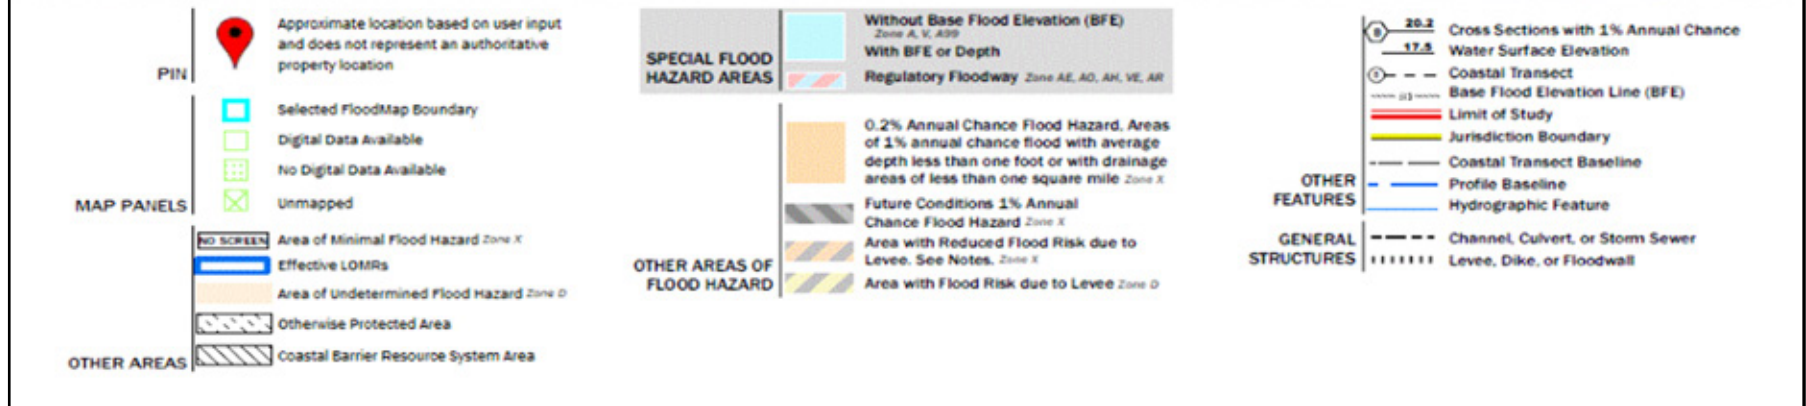 Approximate location based on user input
and does not represent an authoritative
property location
PIN
Selected FloodMap Boundary
Digital Data Available
No Digital Data Available
Unmapped
MAP PANELS
NO SCREEN Area of Minimal Flood Hazard Zone X
Effective LOMRs
Area of Undetermined Flood Hazard Zone D
Otherwise Protected Area
Coastal Barrier Resource System Area
OTHER AREAS
Without Base Flood Elevation (BFE)
Zone A, V, A99
With BFE or Depth
Regulatory Floodway Zone AE, AO, AH, VE, AR
SPECIAL FLOOD
HAZARD AREAS
0.2% Annual Chance Flood Hazard, Areas
of 1% annual chance flood with average
depth less than one foot or with drainage
areas of less than one square mile Zone X
Future Conditions 1% Annual
Chance Flood Hazard Zone X
Area with Reduced Flood Risk due to
Levee. See Notes. Zone X
Area with Flood Risk due to Levee Zone D
OTHER AREAS OF
FLOOD HAZARD
B 20.2 Cross Sections with 1% Annual Chance
17.5 Water Surface Elevation
Coastal Transect
Base Flood Elevation Line (BFE)
Limit of Study
Jurisdiction Boundary
Coastal Transect Baseline
Profile Baseline
Hydrographic Feature
OTHER
FEATURES
Channel, Culvert, or Storm Sewer
Levee, Dike, or Floodwall
GENERAL
STRUCTURES